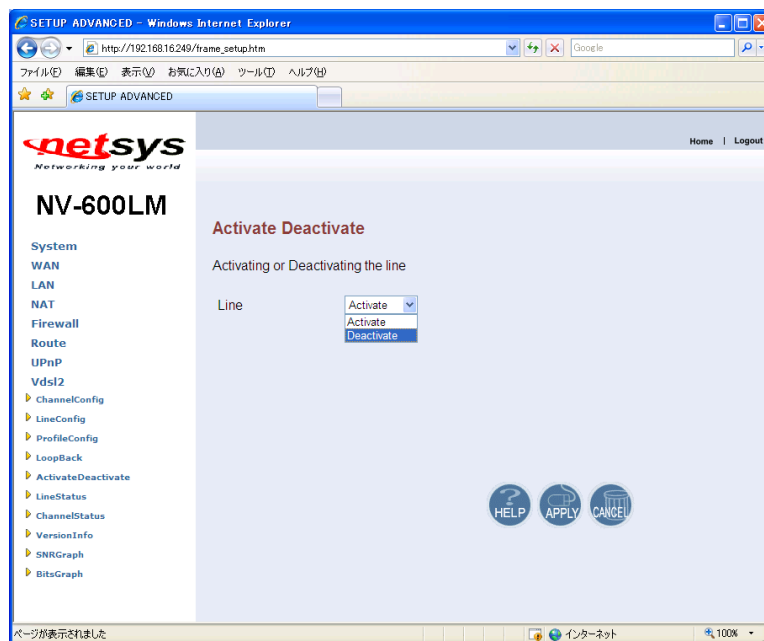 SETUP ADVANCED - Windows Internet Explorer
http://192.168.16.249/frame_setup.htm
Google
ファイル(F) 編集(E) 表示(V) お気に入り(A) ツール(T) ヘルプ(H)
SETUP ADVANCED
netsys
Networking your world
Home | Logout
NV-600LM
System
WAN
LAN
NAT
Firewall
Route
UPnP
Vdsl2
ChannelConfig
LineConfig
ProfileConfig
LoopBack
ActivateDeactivate
LineStatus
ChannelStatus
VersionInfo
SNRGraph
BitsGraph
Activate Deactivate
Activating or Deactivating the line
Line Activate
Activate
Deactivate
HELP APPLY CANCEL
ページが表示されました インターネット 100%